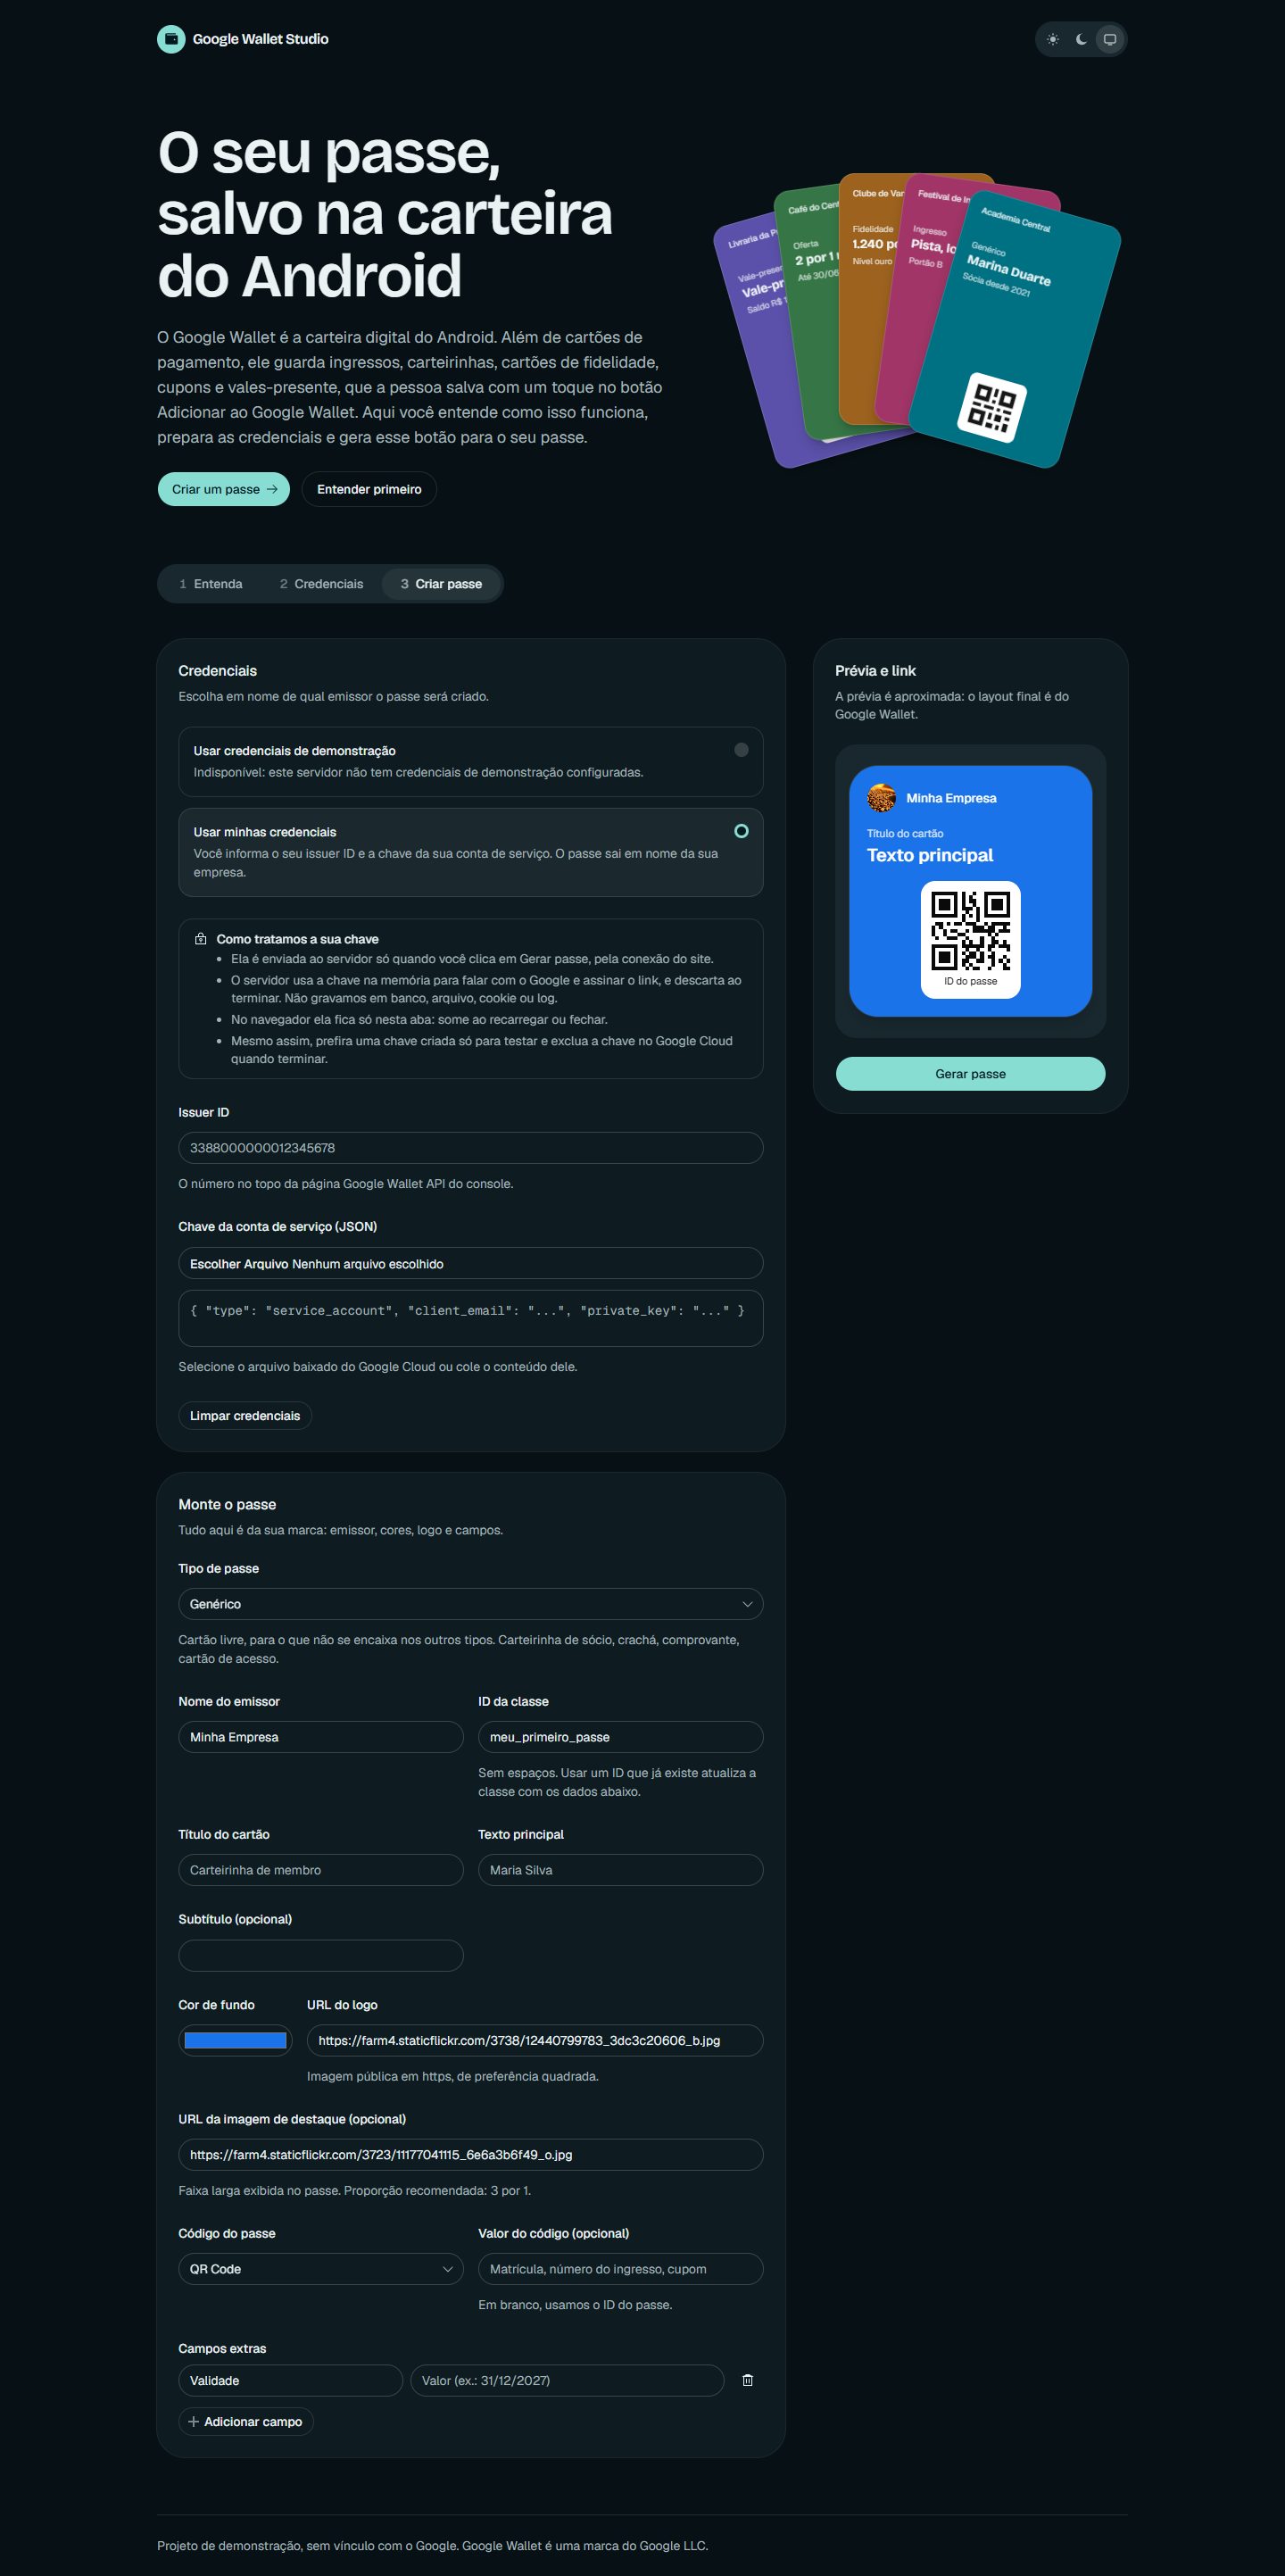 Google Wallet Studio
O seu passe,
salvo na carteira
do Android
O Google Wallet é a carteira digital do Android. Além de cartões de
pagamento, ele guarda ingressos, carteirinhas, cartões de fidelidade,
cupons e vales-presente, que a pessoa salva com um toque no botão
Adicionar ao Google Wallet. Aqui você entende como isso funciona,
prepara as credenciais e gera esse botão para o seu passe.
Criar um passe
Entender primeiro
Livraria da
Vale-presen
Saldo R$
Café do Cent
Oferta
2 por 1
Até 30/06
Clube de Van
Fidelidade
1.240
Nível ouro
Festival de In
Ingresso
Pista,
Portão B
Academia Central
Genérico
Marina Duarte
Sócia desde 2021
1 Entenda
2 Credenciais
3 Criar passe
Credenciais
Escolha em nome de qual emissor o passe será criado.
Usar credenciais de demonstração
Indisponível: este servidor não tem credenciais de demonstração configuradas.
Usar minhas credenciais
Você informa o seu issuer ID e a chave da sua conta de serviço. O passe sai em nome da sua
empresa.
Como tratamos a sua chave
Ela é enviada ao servidor só quando você clica em Gerar passe, pela conexão do site.
O servidor usa a chave na memória para falar com o Google e assinar o link, e descarta ao
terminar. Não gravamos em banco, arquivo, cookie ou log.
No navegador ela fica só nesta aba: some ao recarregar ou fechar.
Mesmo assim, prefira uma chave criada só para testar e exclua a chave no Google Cloud
quando terminar.
Issuer ID
3388000000012345678
O número no topo da página Google Wallet API do console.
Chave da conta de serviço (JSON)
Escolher Arquivo Nenhum arquivo escolhido
{ "type": "service_account", "client_email": "...", "private_key": "..." }
Selecione o arquivo baixado do Google Cloud ou cole o conteúdo dele.
Limpar credenciais
Prévia e link
A prévia é aproximada: o layout final é do
Google Wallet.
Minha Empresa
Título do cartão
Texto principal
ID do passe
Gerar passe
Monte o passe
Tudo aqui é da sua marca: emissor, cores, logo e campos.
Tipo de passe
Genérico
Cartão livre, para o que não se encaixa nos outros tipos. Carteirinha de sócio, crachá, comprovante,
cartão de acesso.
Nome do emissor
Minha Empresa
ID da classe
meu_primeiro_passe
Sem espaços. Usar um ID que já existe atualiza a
classe com os dados abaixo.
Título do cartão
Carteirinha de membro
Texto principal
Maria Silva
Subtítulo (opcional)
Cor de fundo
URL do logo
https://farm4.staticflickr.com/3738/12440799783_3dc3c20606_b.jpg
Imagem pública em https, de preferência quadrada.
URL da imagem de destaque (opcional)
https://farm4.staticflickr.com/3723/11177041115_6e6a3b6f49_o.jpg
Faixa larga exibida no passe. Proporção recomendada: 3 por 1.
Código do passe
QR Code
Valor do código (opcional)
Matrícula, número do ingresso, cupom
Em branco, usamos o ID do passe.
Campos extras
Validade
Valor (ex.: 31/12/2027)
Adicionar campo
Projeto de demonstração, sem vínculo com o Google. Google Wallet é uma marca do Google LLC.